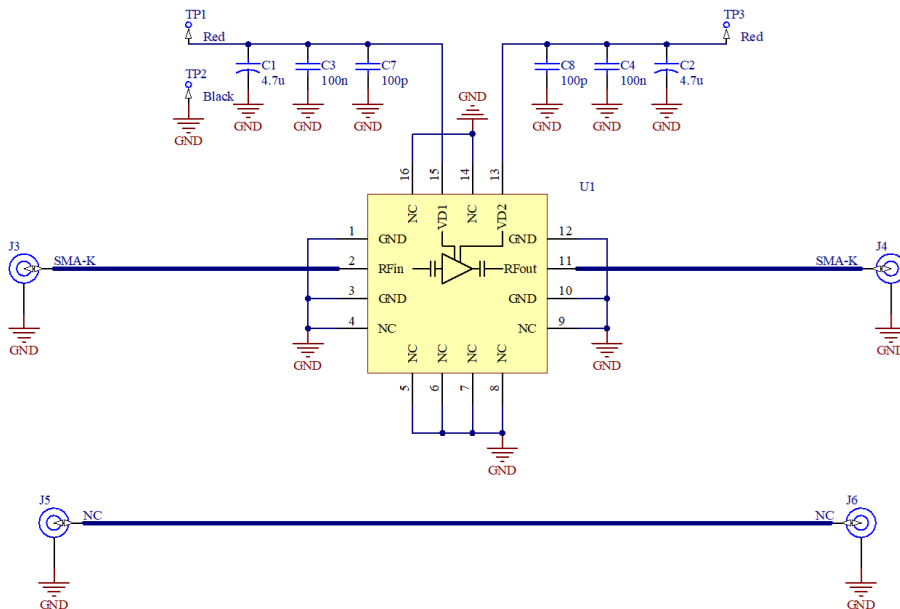 TP1
Red
TP3
Red
C1
4.7u
C3
100n
C7
100p
C8
100p
C4
100n
C2
4.7u
TP2
Black
GND
GND
GND
GND
GND
GND
GND
GND
16
15
14
13
U1
NC
VD1
NC
VD2
1
GND
GND
12
J3
SMA-K
2
RFin
RFout
11
SMA-K
J4
3
GND
GND
10
4
NC
NC
9
GND
GND
GND
GND
NC
NC
NC
NC
5
6
7
8
GND
J5
NC
NC
J6
GND
GND